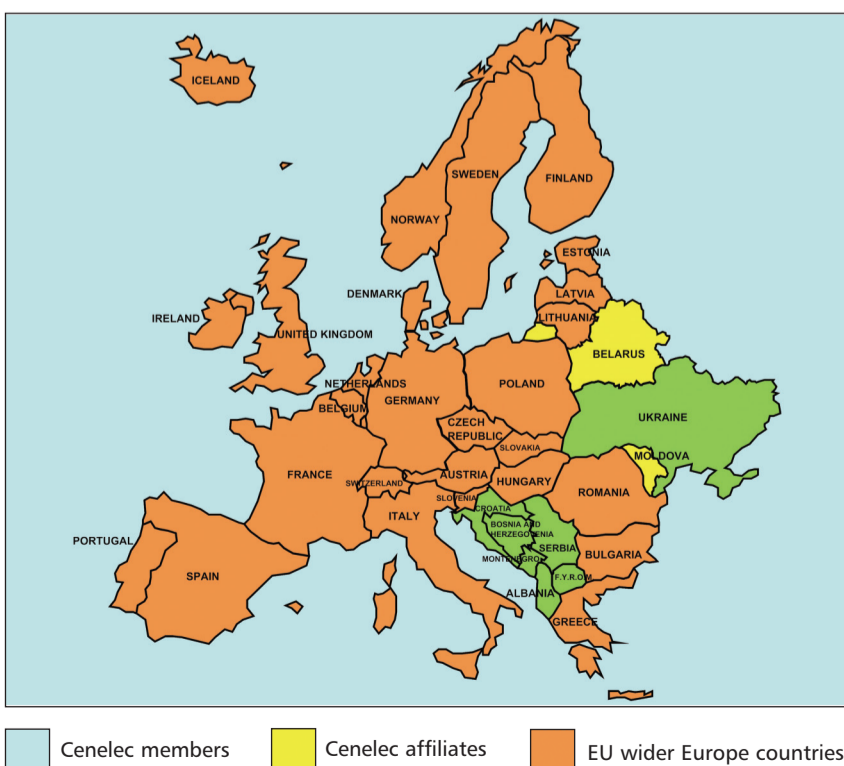 ICELAND
SWEDEN
FINLAND
NORWAY
ESTONIA
DENMARK
LATVIA
IRELAND
LITHUANIA
UNITED KINGDOM
BELARUS
NETHERLANDS
POLAND
GERMANY
BELGIUM
UKRAINE
CZECH
REPUBLIC
SLOVAKIA
MOLDOVA
FRANCE
AUSTRIA
SWITZERLAND
HUNGARY
ROMANIA
SLOVENIA
CROATIA
ITALY
BOSNIA AND
HERZEGOVENIA
PORTUGAL
SERBIA
BULGARIA
MONTENEGRO
SPAIN
F.Y.R.O.M
ALBANIA
GREECE
Cenelec members
Cenelec affiliates
EU wider Europe countries